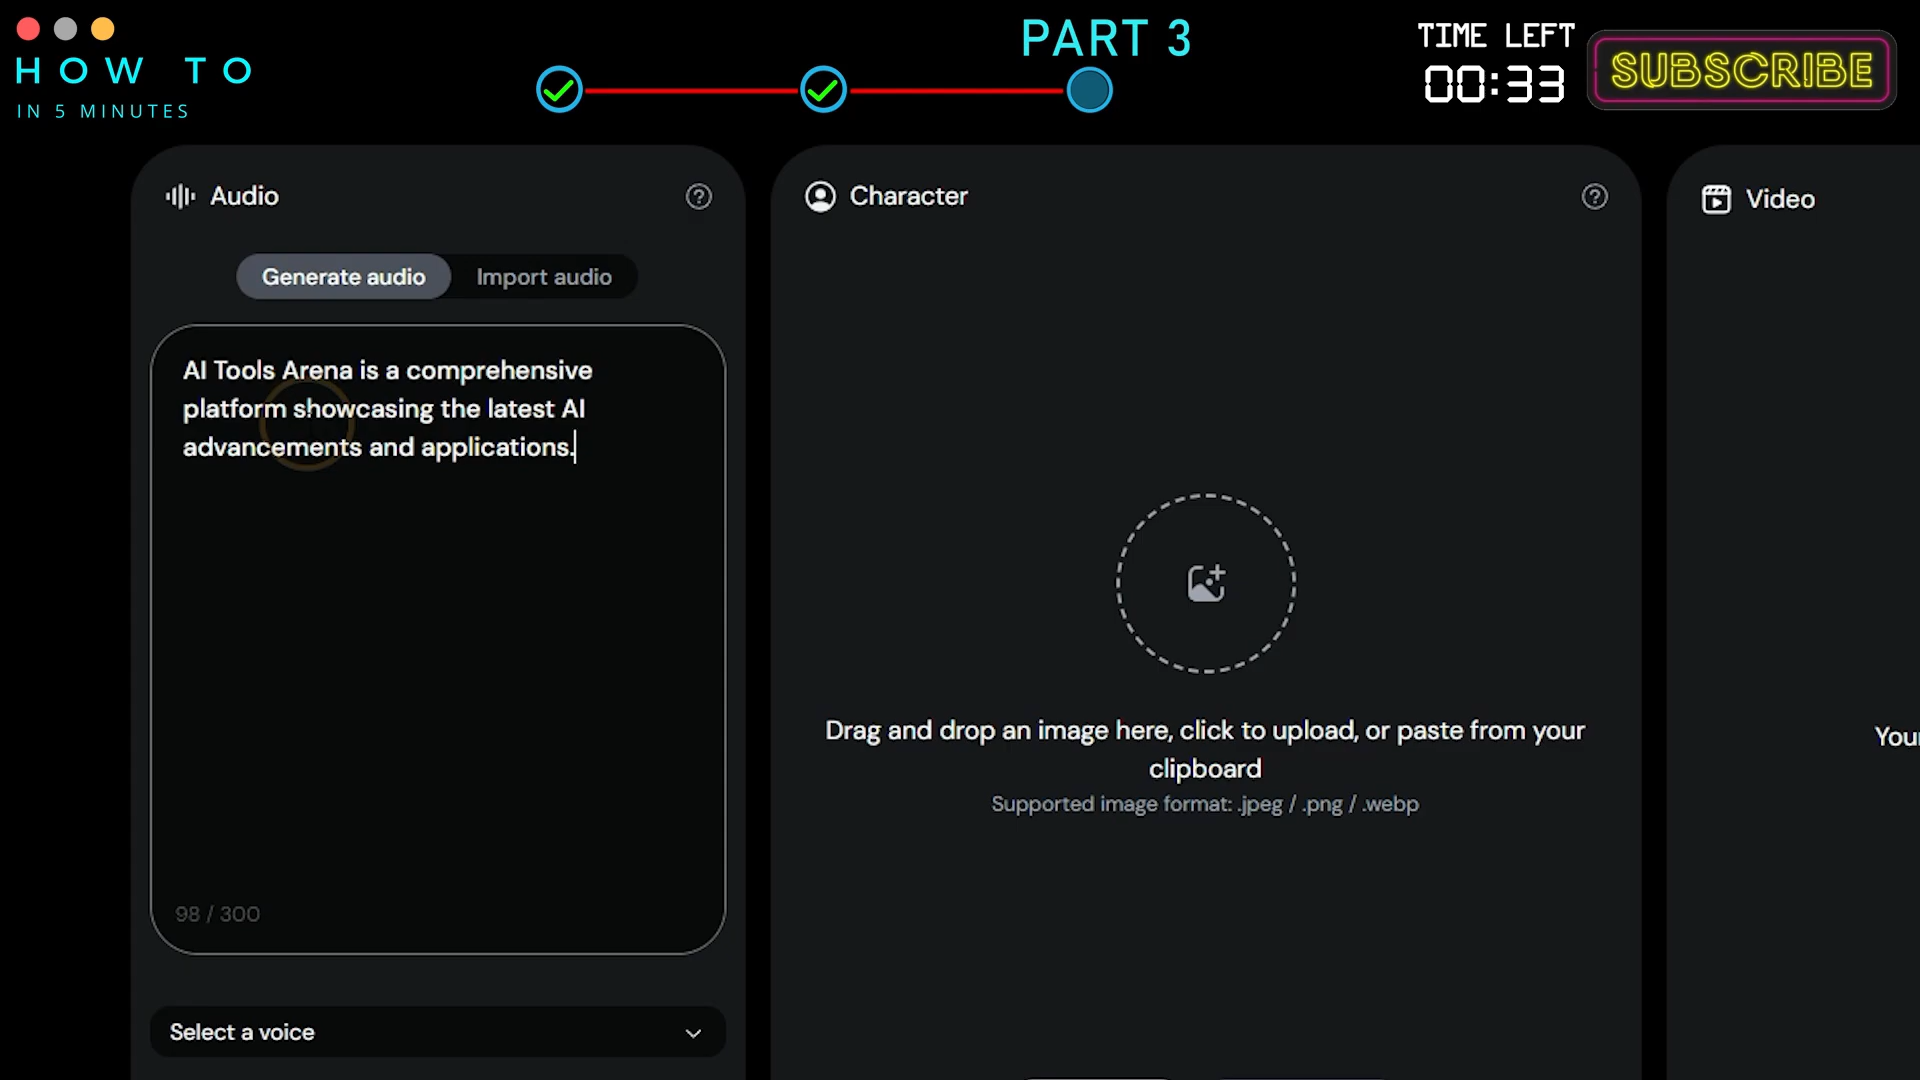 HOW TO
IN 5 MINUTES
PART 3
TIME LEFT
00:33
SUBSCRIBE
Audio
Generate audio
Import audio
AI Tools Arena is a comprehensive
platform showcasing the latest AI
advancements and applications.
98 / 300
Select a voice
Character
Drag and drop an image here, click to upload, or paste from your
clipboard
Supported image format: .jpeg / .png / .webp
Video